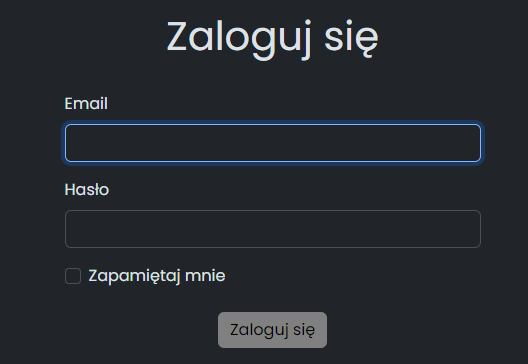 Zaloguj się
Email
Hasło
Zapamiętaj mnie
Zaloguj się